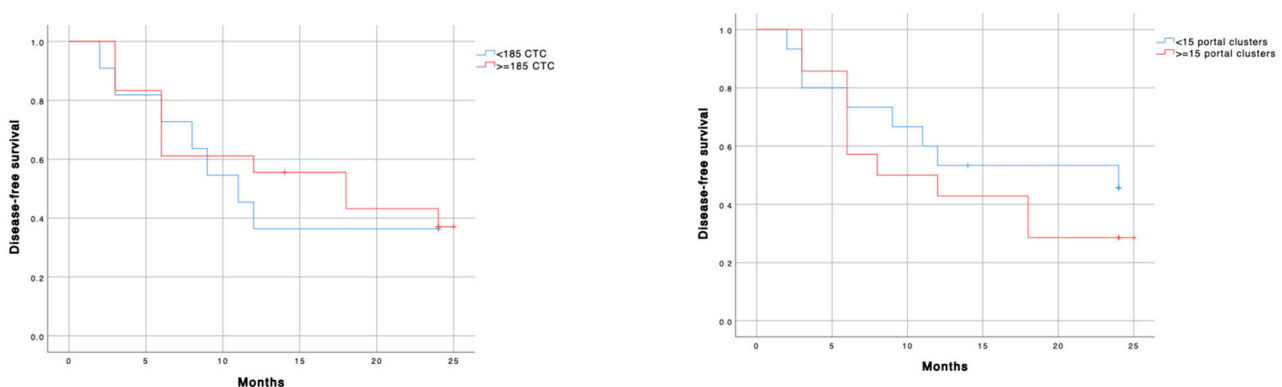 <185 CTC
>=185 CTC
Disease-free survival
1.0
0.8
0.6
0.4
0.2
0.0
0 5 10 15 20 25
Months
<15 portal clusters
>=15 portal clusters
Disease-free survival
1.0
0.8
0.6
0.4
0.2
0.0
0 5 10 15 20 25
Months